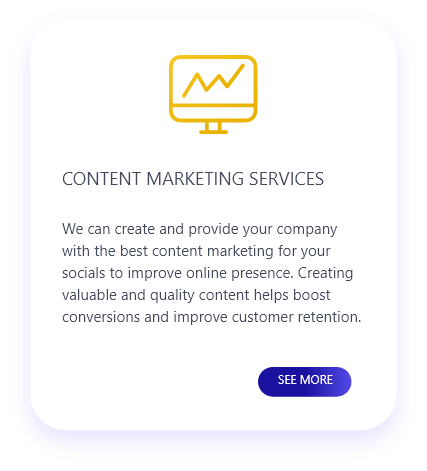 CONTENT MARKETING SERVICES
We can create and provide your company
with the best content marketing for your
socials to improve online presence. Creating
valuable and quality content helps boost
conversions and improve customer retention.
SEE MORE